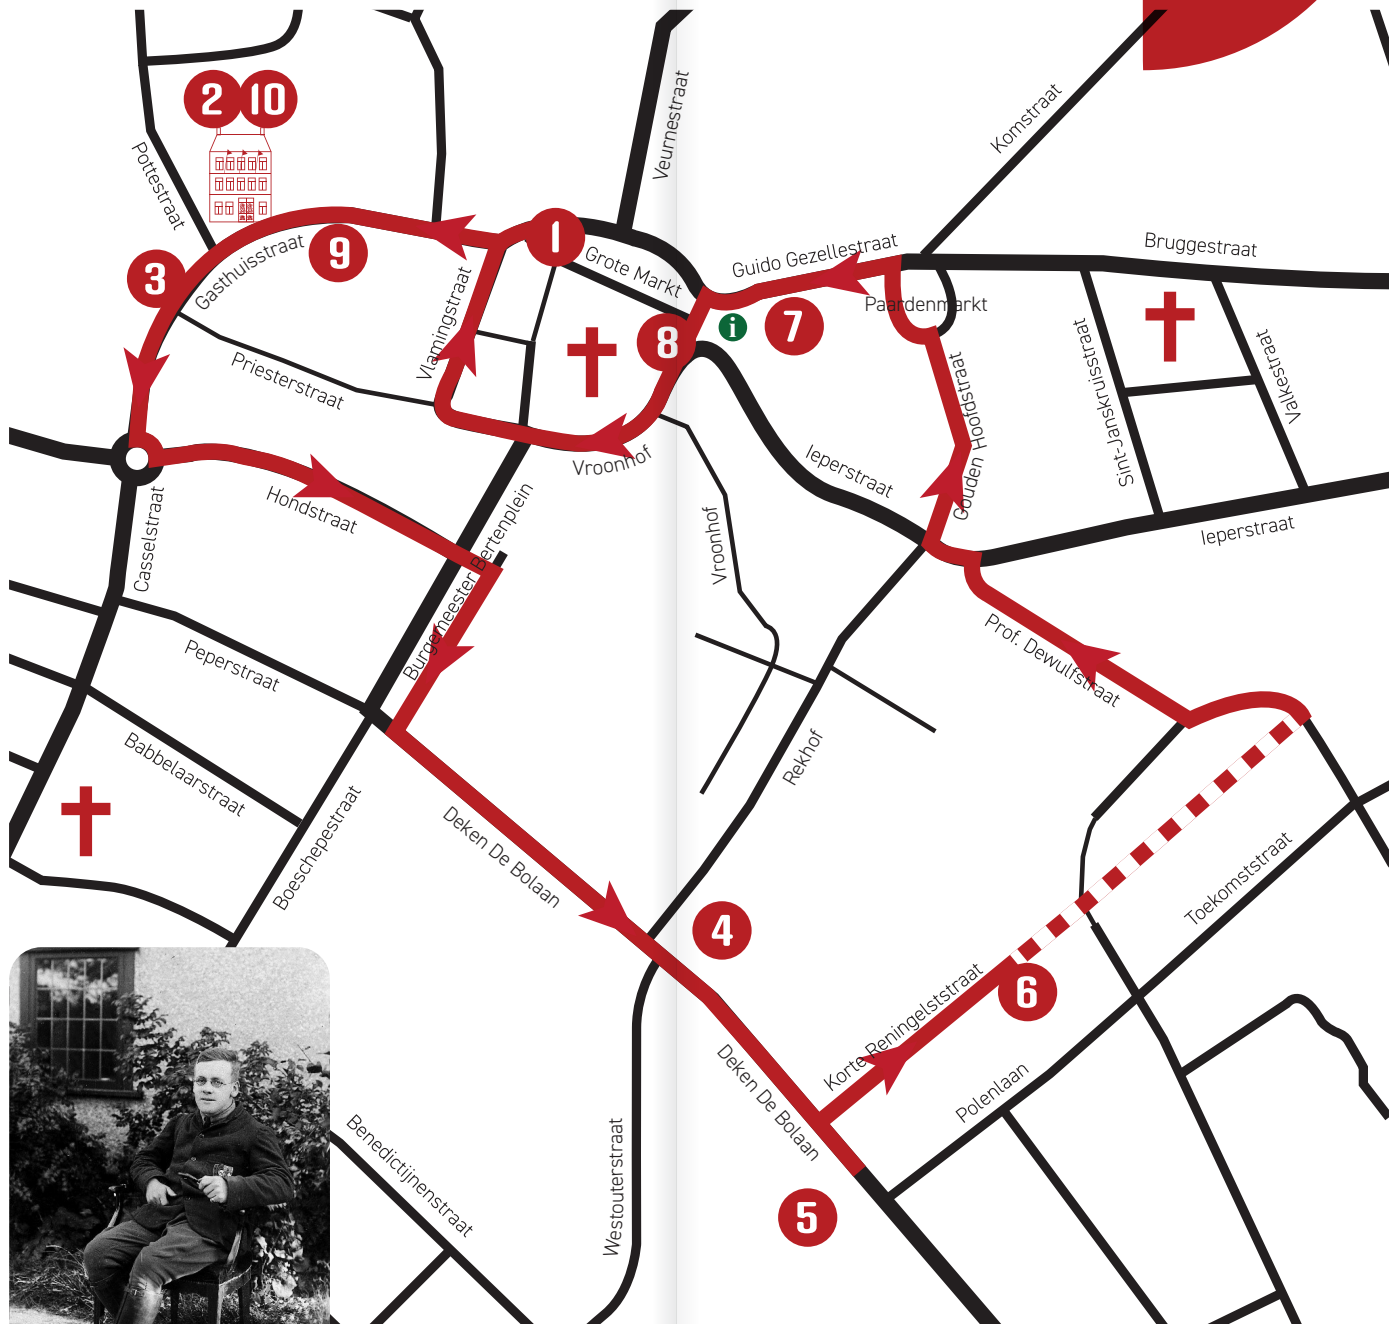 2
10
Pottestraat
Veurnestraat
Komstraat
3
Gasthuisstraat
9
1
Grote Markt
Guido Gezellestraat
Bruggestraat
Paardenmarkt
i
7
8
Vlamingstraat
Priesterstraat
Vroonhof
Gouden Hoofdstraat
Sint-Janskruisstraat
Valkestraat
Ieperstraat
Ieperstraat
Hondstraat
Casselstraat
Burgemeester Bertenplein
Vroonhof
Peperstraat
Prof. Dewulfstraat
Babbelaarstraat
Rekhof
Boeschepestraat
Deken De Bolaan
4
Toekomststraat
6
Korte Reningelststraat
Deken De Bolaan
Polenlaan
Benedictijnenstraat
Westouterstraat
5